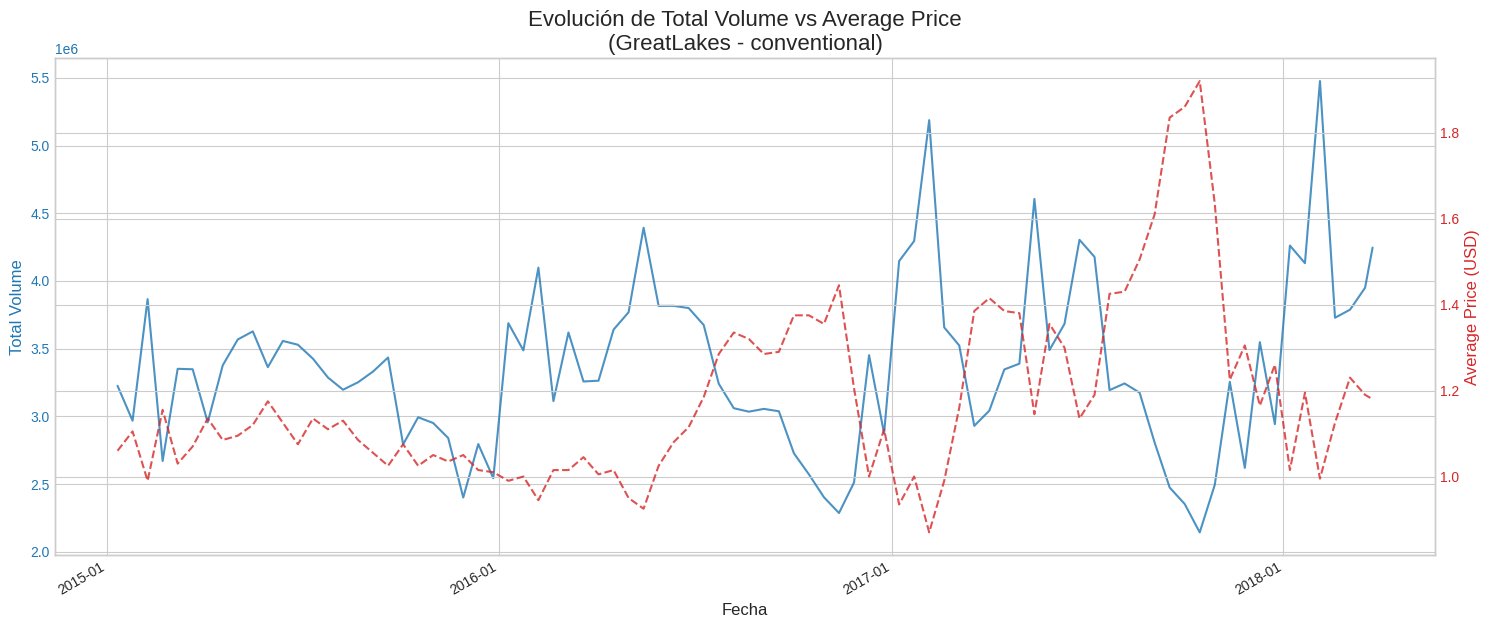 Evolución de Total Volume vs Average Price
(GreatLakes - conventional)
1e6
5.5
5.0
4.5
4.0
3.5
3.0
2.5
2.0
Total Volume
1.8
1.6
1.4
1.2
1.0
Average Price (USD)
2015-01
2016-01
2017-01
2018-01
Fecha